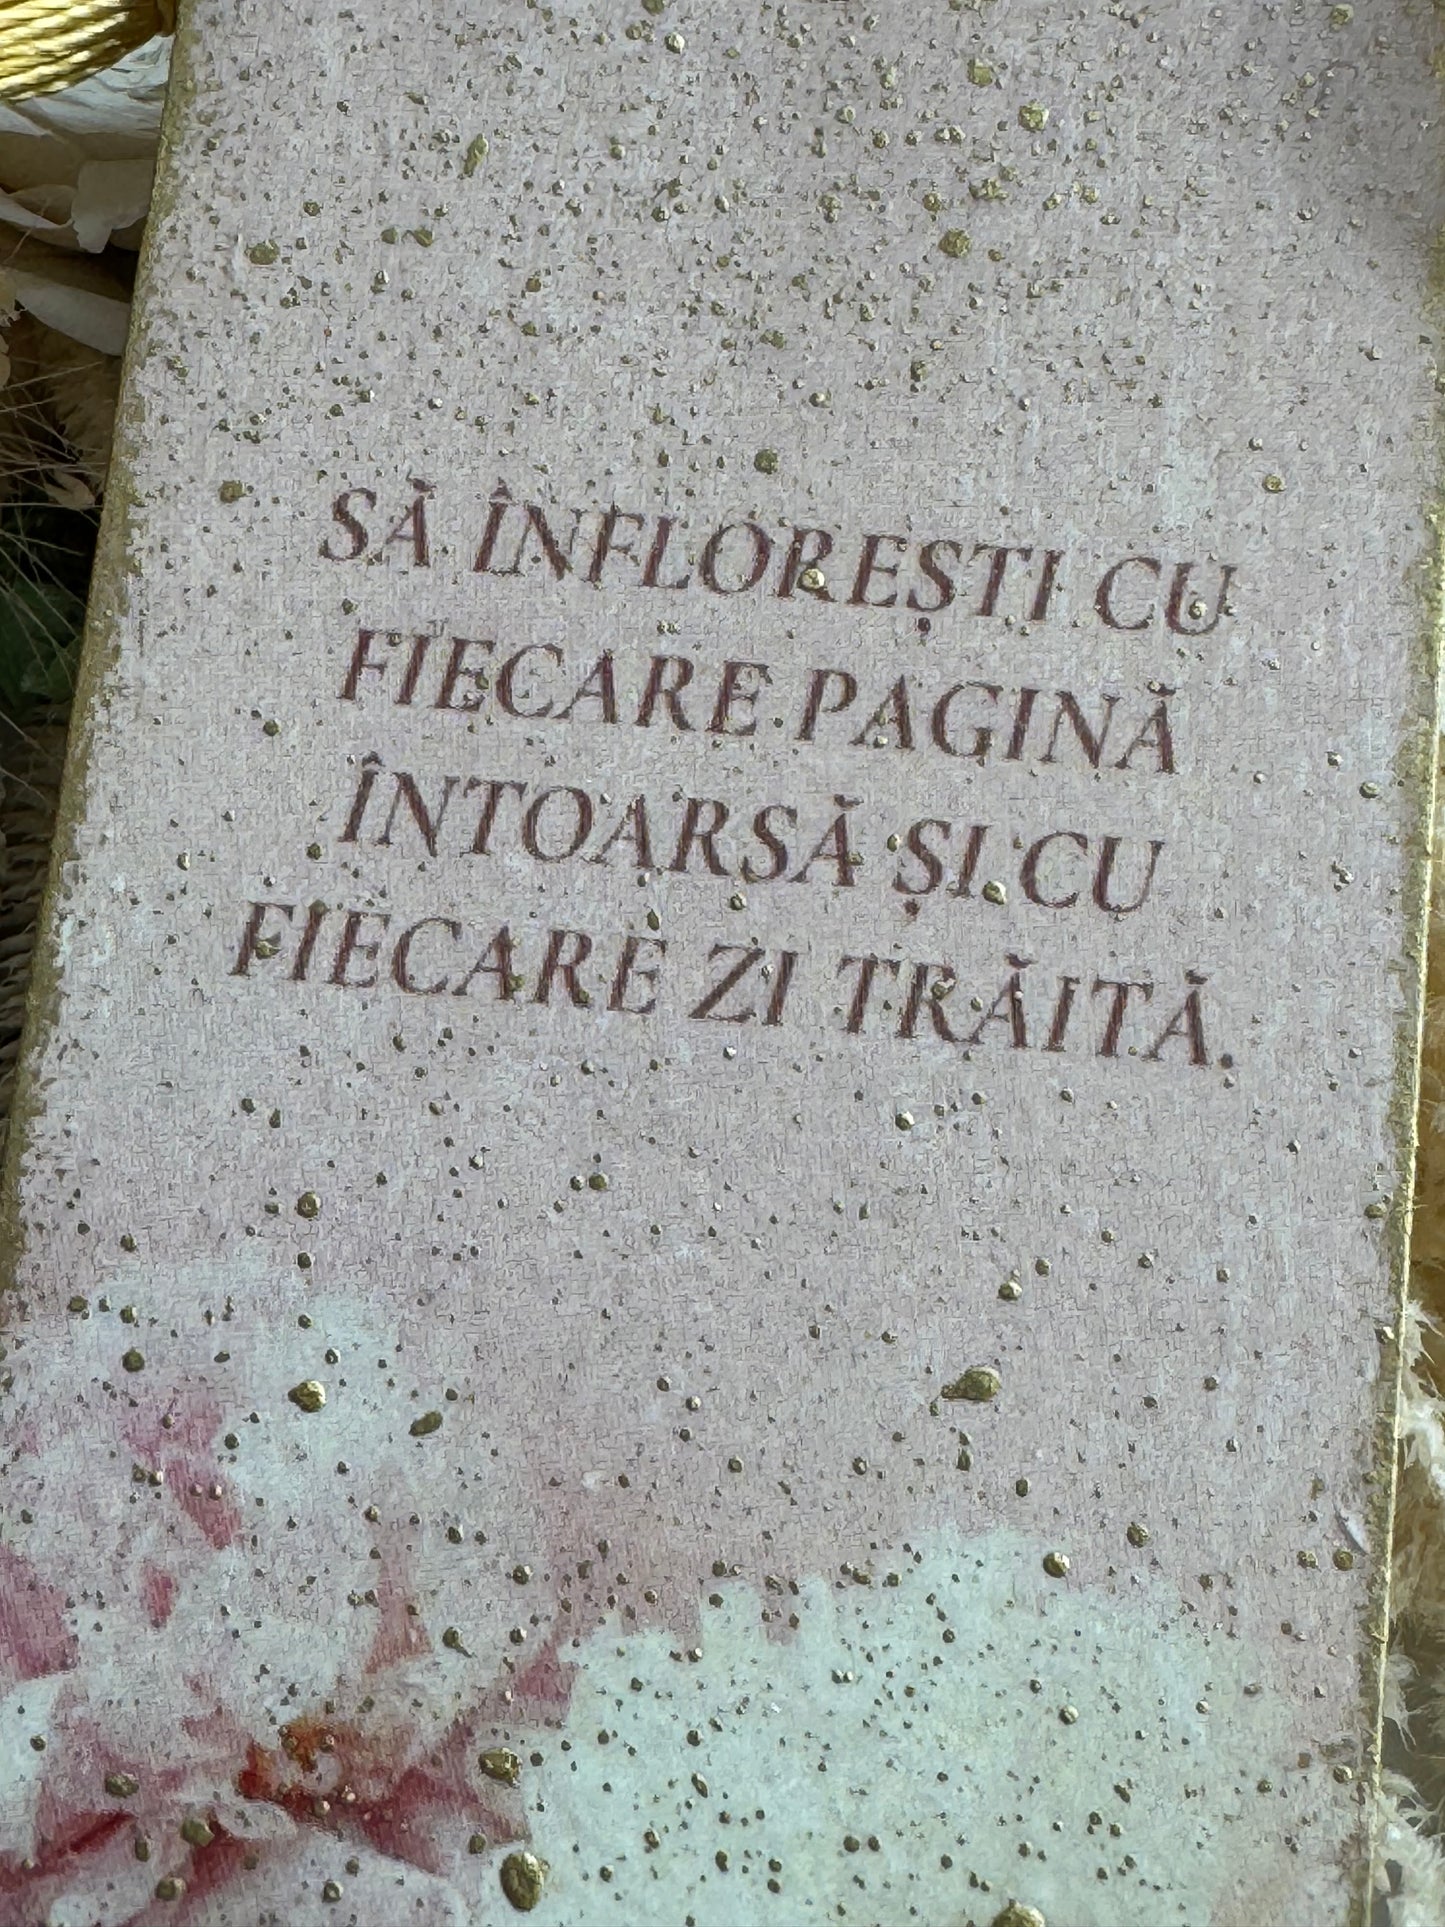 SĂ ÎNFLOREȘTI CU
FIECARE PAGINĂ
ÎNTOARSĂ ȘI CU
FIECARE ZI TRĂITĂ.